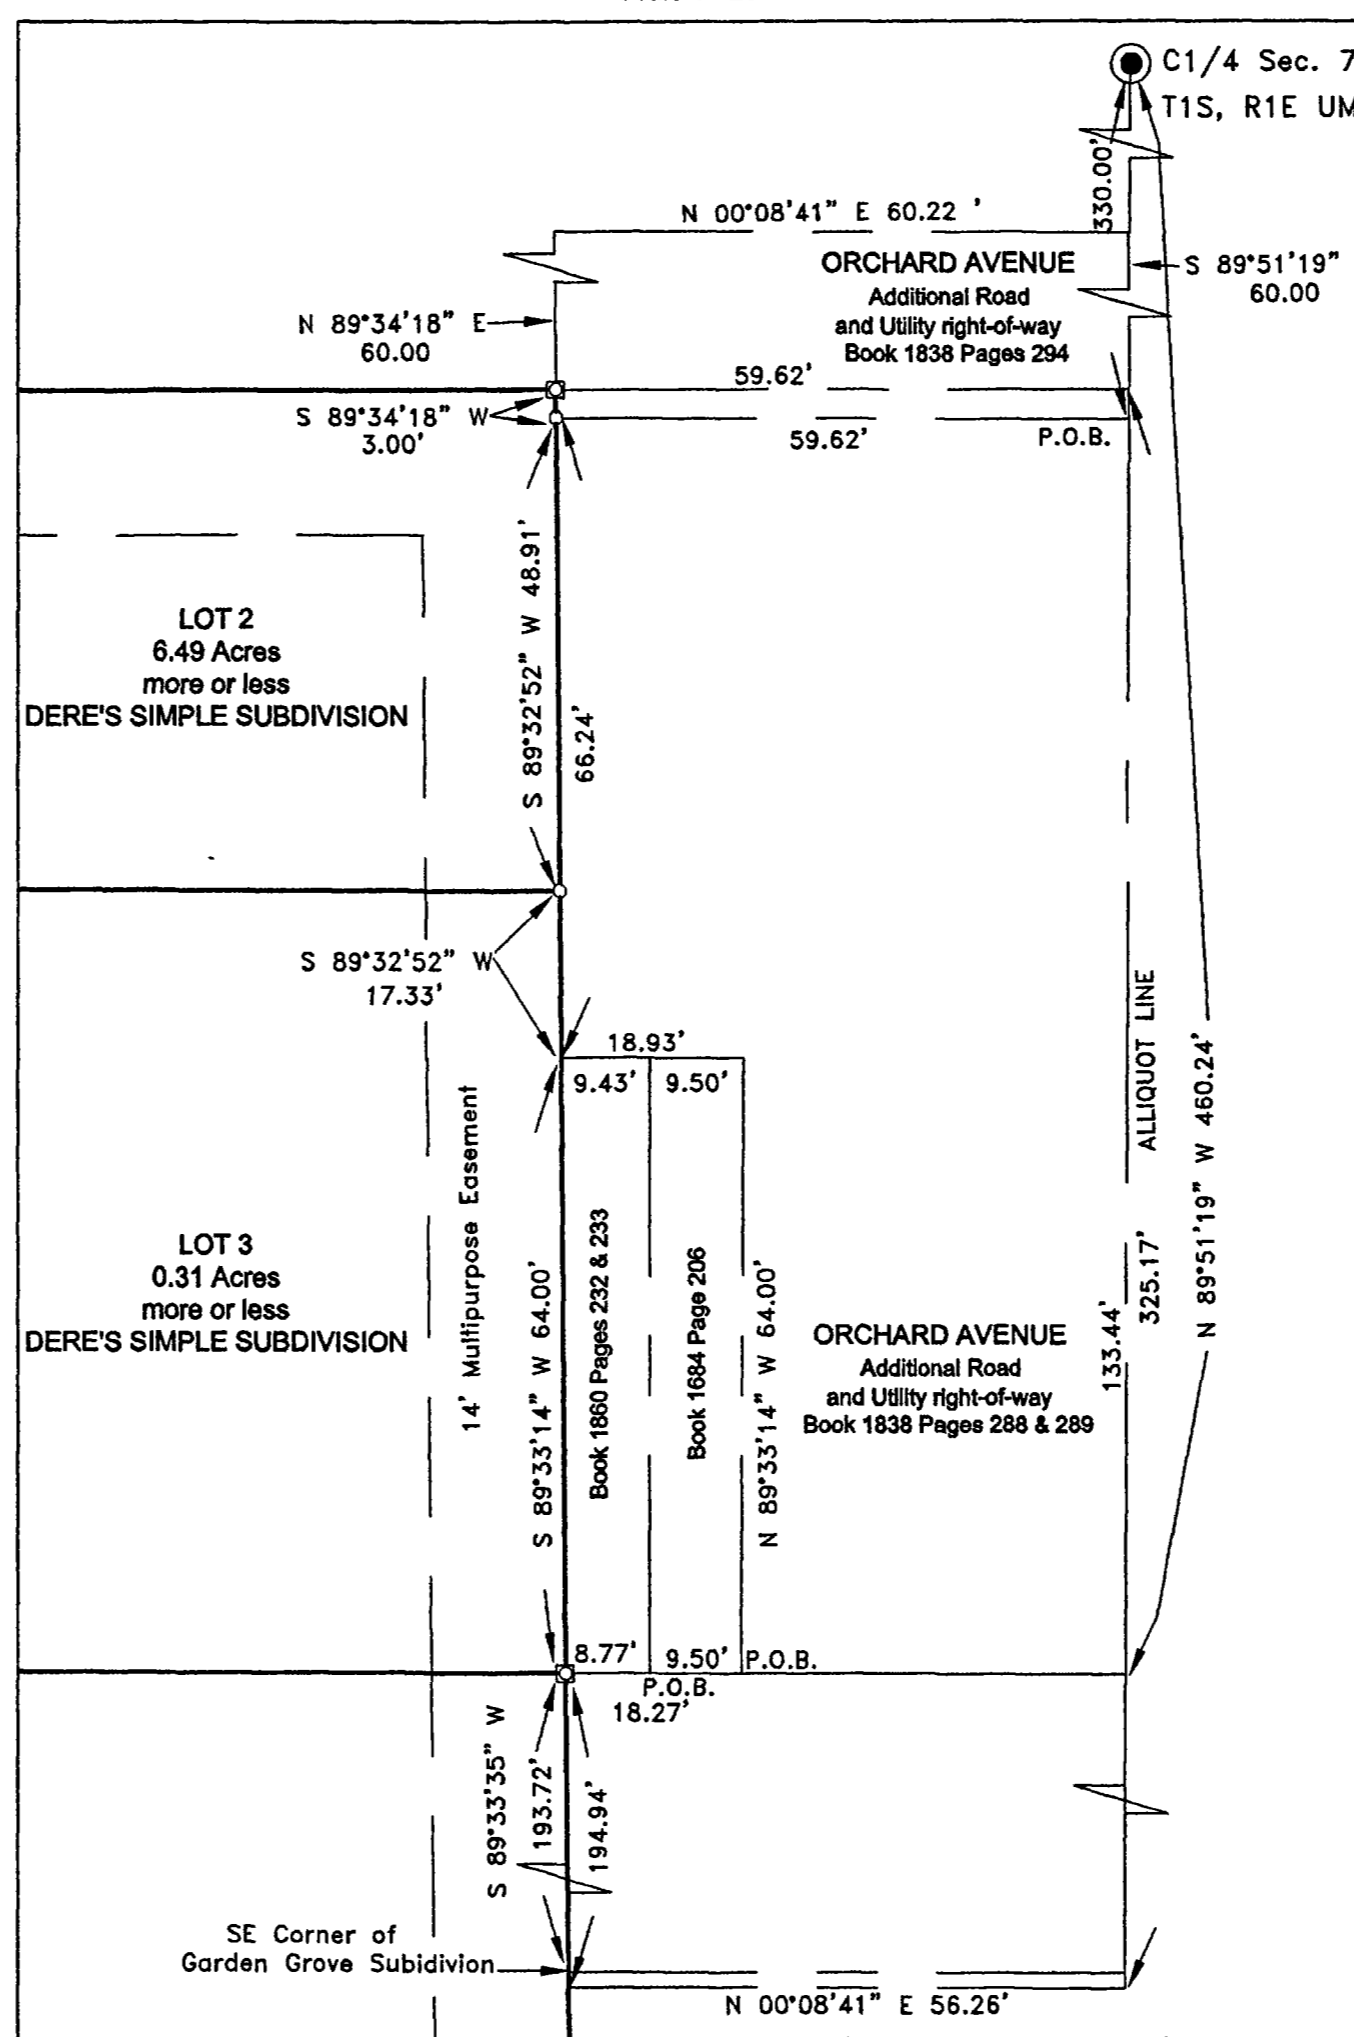 C1/4 Sec. 7
T1S, R1E UM
330.00'
N 00°08'41" E 60.22 '
ORCHARD AVENUE
Additional Road
and Utility right-of-way
Book 1838 Pages 294
S 89°51'19"
60.00
N 89°34'18" E
60.00
59.62'
S 89°34'18" W
3.00'
59.62'
P.O.B.
S 89°32'52" W 48.91'
66.24'
LOT 2
6.49 Acres
more or less
DERE'S SIMPLE SUBDIVISION
S 89°32'52" W
17.33'
18.93'
9.43'
9.50'
ALLIQUOT LINE
N 89°51'19" W 460.24'
14' Multipurpose Easement
LOT 3
0.31 Acres
more or less
DERE'S SIMPLE SUBDIVISION
S 89°33'14" W 64.00'
Book 1860 Pages 232 & 233
Book 1684 Page 206
N 89°33'14" W 64.00'
133.44'
325.17'
ORCHARD AVENUE
Additional Road
and Utility right-of-way
Book 1838 Pages 288 & 289
8.77'
9.50'
P.O.B.
P.O.B.
18.27'
S 89°33'35" W
193.72'
194.94'
SE Corner of
Garden Grove Subidivion
N 00°08'41" E 56.26'